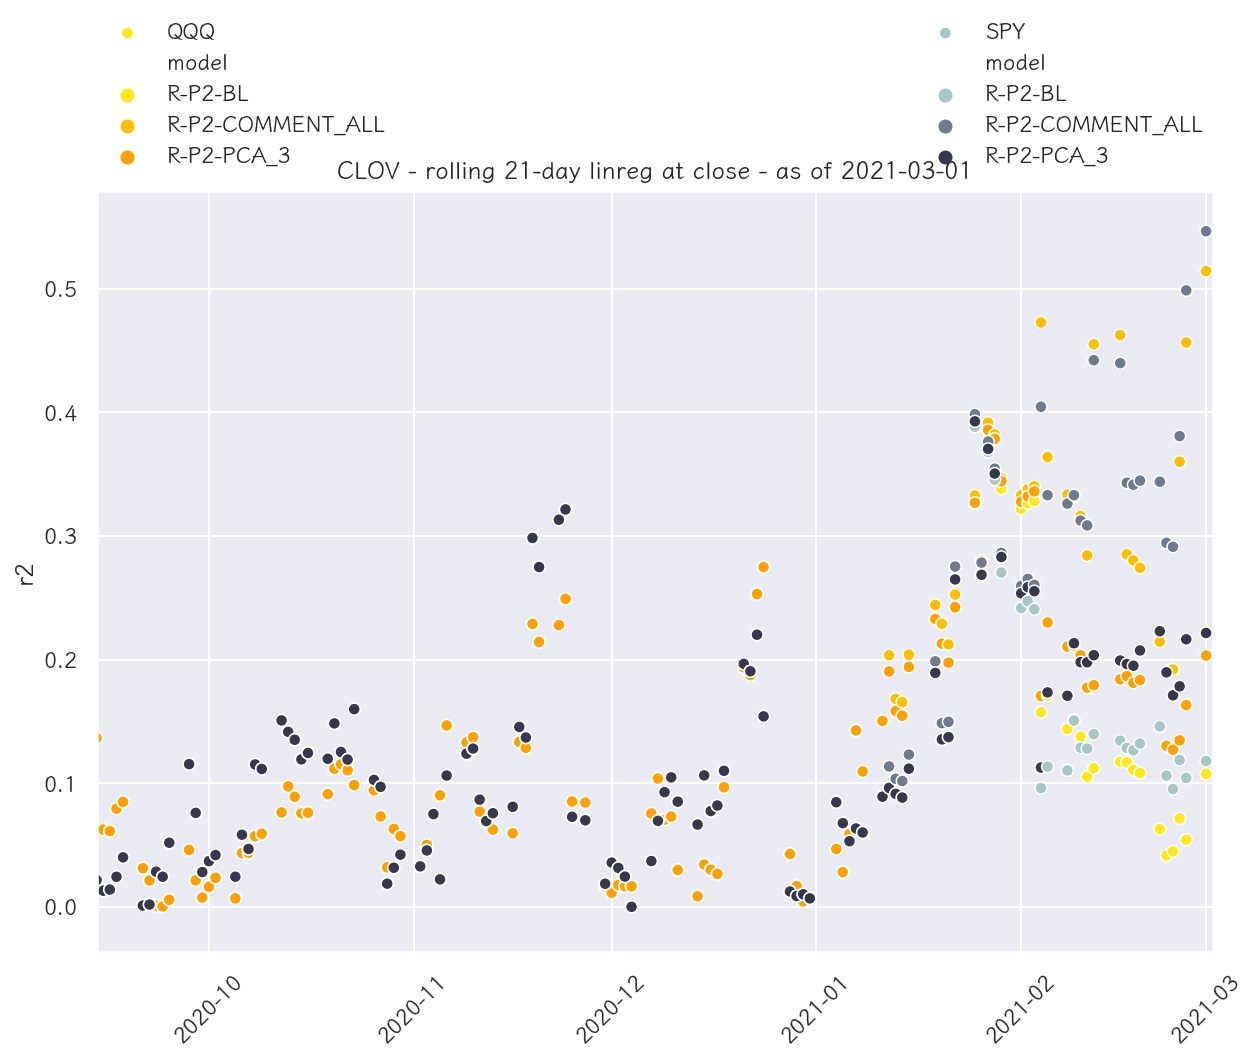 QQQ
model
R-P2-BL
R-P2-COMMENT_ALL
R-P2-PCA_3
SPY
model
R-P2-BL
R-P2-COMMENT_ALL
R-P2-PCA_3
CLOV - rolling 21-day linreg at close - as of 2021-03-01
0.5
0.4
0.3
0.2
0.1
0.0
r2
2020-10
2020-11
2020-12
2021-01
2021-02
2021-03